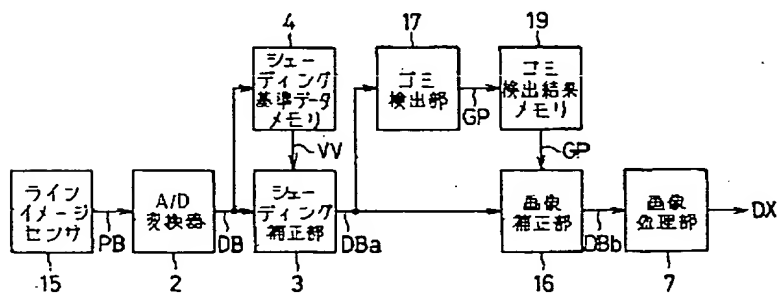 4
シェー
ディング
基準データ
メモリ
17
ゴミ
検出部
GP
19
ゴミ
検出結果
メモリ
VV
GP
ライン
イメージ
センサ
15
PB
A/D
変換器
2
DB
シェー
ディング
補正部
3
DBa
画像
補正部
16
DBb
画像
処理部
7
DX